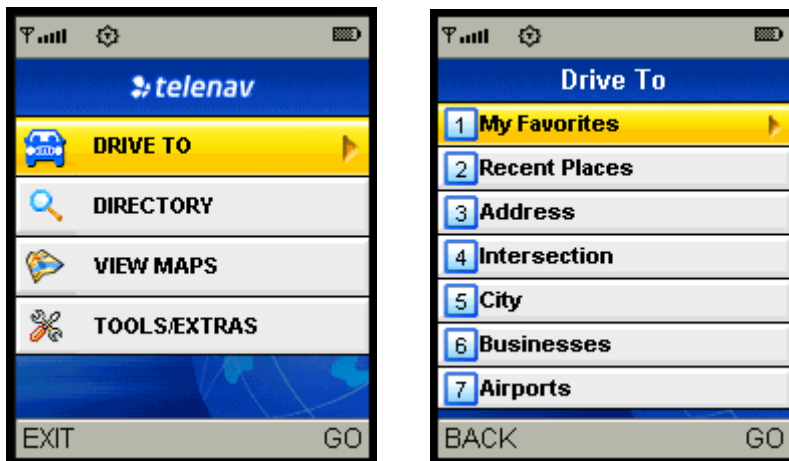 telenav
DRIVE TO
DIRECTORY
VIEW MAPS
TOOLS/EXTRAS
EXIT GO
Drive To
1 My Favorites
2 Recent Places
3 Address
4 Intersection
5 City
6 Businesses
7 Airports
BACK GO